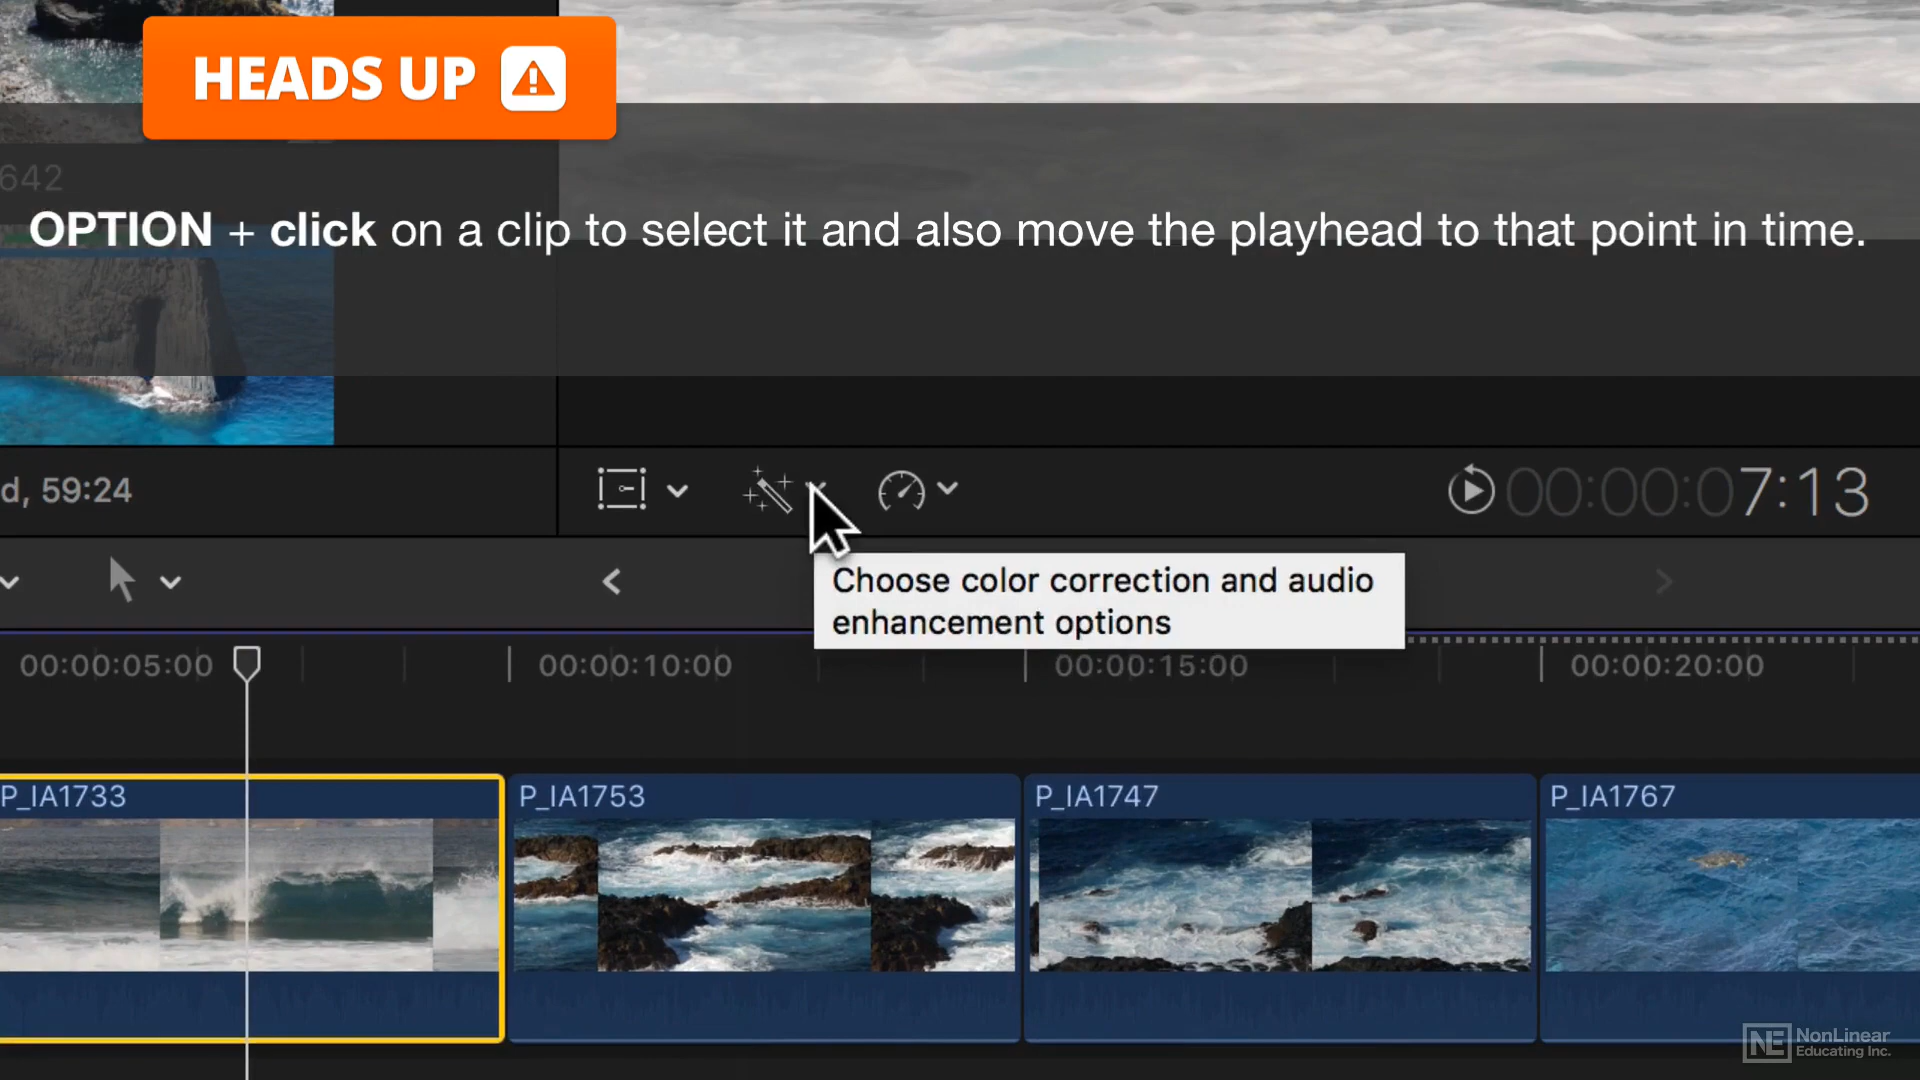 HEADS UP
642
OPTION + click on a clip to select it and also move the playhead to that point in time.
d, 59:24
00:00:07:13
Choose color correction and audio
enhancement options
00:00:05:00
00:00:10:00
00:00:15:00
00:00:20:00
P_IA1733
P_IA1753
P_IA1747
P_IA1767
NE NonLinear
Educating Inc.